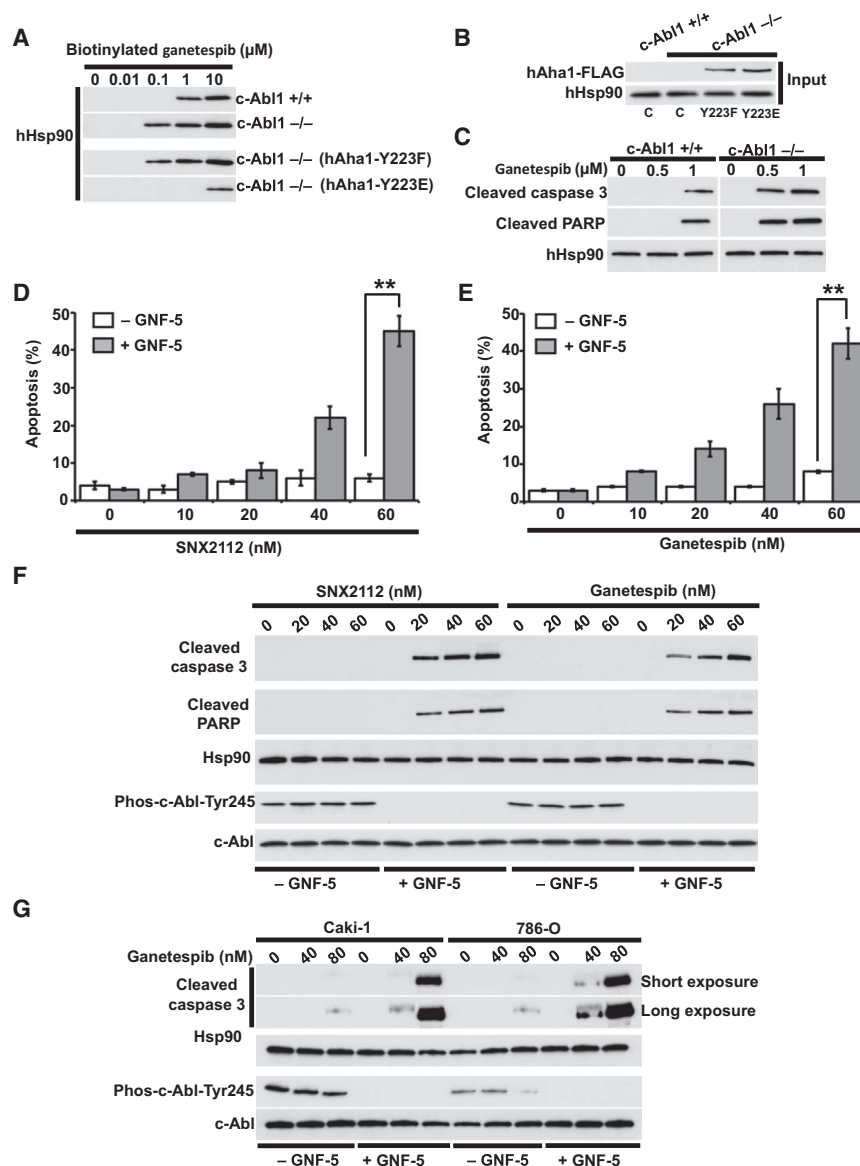 A
Biotinylated ganetespib (µM)
0 0.01 0.1 1 10
hHsp90
c-Abl1 +/+
c-Abl1 –/–
c-Abl1 –/– (hAha1-Y223F)
c-Abl1 –/– (hAha1-Y223E)
B
c-Abl1 +/+
c-Abl1 –/–
hAha1-FLAG
hHsp90
Input
C C Y223F Y223E
C
c-Abl1 +/+ c-Abl1 –/–
Ganetespib (µM) 0 0.5 1 0 0.5 1
Cleaved caspase 3
Cleaved PARP
hHsp90
D
– GNF-5
+ GNF-5
**
Apoptosis (%)
50
40
30
20
10
0
0 10 20 40 60
SNX2112 (nM)
E
– GNF-5
+ GNF-5
**
Apoptosis (%)
50
40
30
20
10
0
0 10 20 40 60
Ganetespib (nM)
F
SNX2112 (nM) Ganetespib (nM)
0 20 40 60 0 20 40 60 0 20 40 60 0 20 40 60
Cleaved
caspase 3
Cleaved
PARP
Hsp90
Phos-c-Abl-Tyr245
c-Abl
– GNF-5 + GNF-5 – GNF-5 + GNF-5
G
Caki-1 786-O
Ganetespib (nM) 0 40 80 0 40 80 0 40 80 0 40 80
Cleaved
caspase 3
Short exposure
Long exposure
Hsp90
Phos-c-Abl-Tyr245
c-Abl
– GNF-5 + GNF-5 – GNF-5 + GNF-5